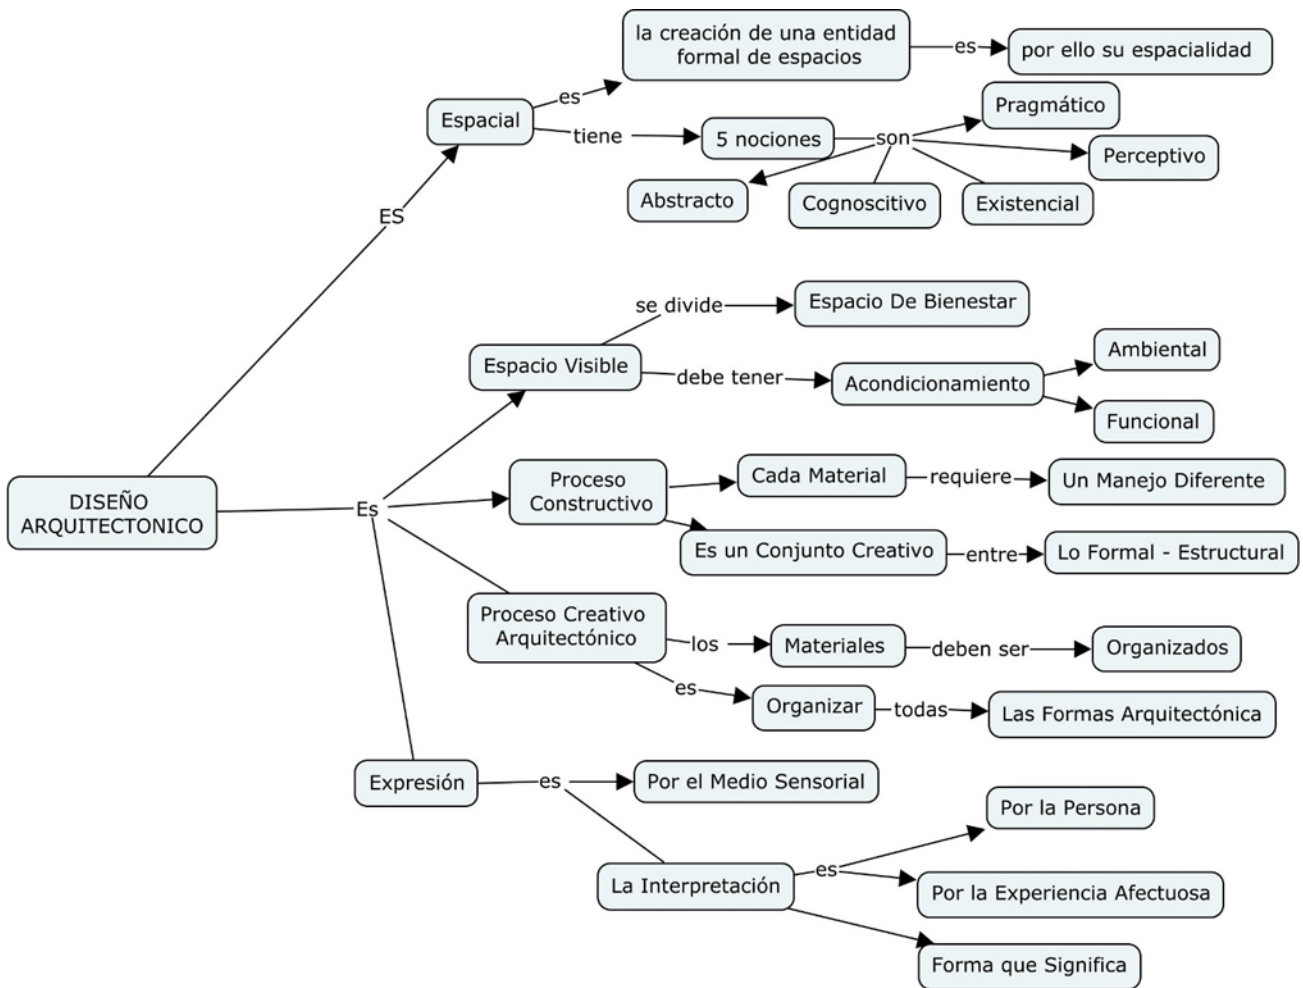 la creación de una entidad
formal de espacios
es
por ello su espacialidad
Espacial
es
tiene
5 nociones
son
Pragmático
Perceptivo
Abstracto
Cognoscitivo
Existencial
ES
se divide
Espacio De Bienestar
Espacio Visible
debe tener
Acondicionamiento
Ambiental
Funcional
DISEÑO
ARQUITECTONICO
Es
Proceso
Constructivo
Cada Material
requiere
Un Manejo Diferente
Es un Conjunto Creativo
entre
Lo Formal - Estructural
Proceso Creativo
Arquitectónico
los
Materiales
deben ser
Organizados
es
Organizar
todas
Las Formas Arquitectónica
Expresión
es
Por el Medio Sensorial
La Interpretación
es
Por la Persona
Por la Experiencia Afectuosa
Forma que Significa